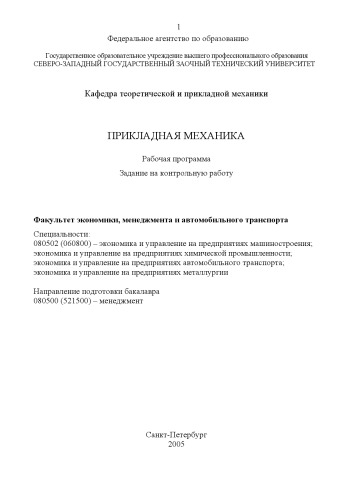 1
Федеральное агентство по образованию
Государственное образовательное учреждение высшего профессионального образования
СЕВЕРО-ЗАПАДНЫЙ ГОСУДАРСТВЕННЫЙ ЗАОЧНЫЙ ТЕХНИЧЕСКИЙ УНИВЕРСИТЕТ
Кафедра теоретической и прикладной механики
ПРИКЛАДНАЯ МЕХАНИКА
Рабочая программа
Задание на контрольную работу
Факультет экономики, менеджмента и автомобильного транспорта
Специальности:
080502 (060800) – экономика и управление на предприятиях машиностроения;
экономика и управление на предприятиях химической промышленности;
экономика и управление на предприятиях автомобильного транспорта;
экономика и управление на предприятиях металлургии
Направление подготовки бакалавра
080500 (521500) – менеджмент
Санкт-Петербург
2005